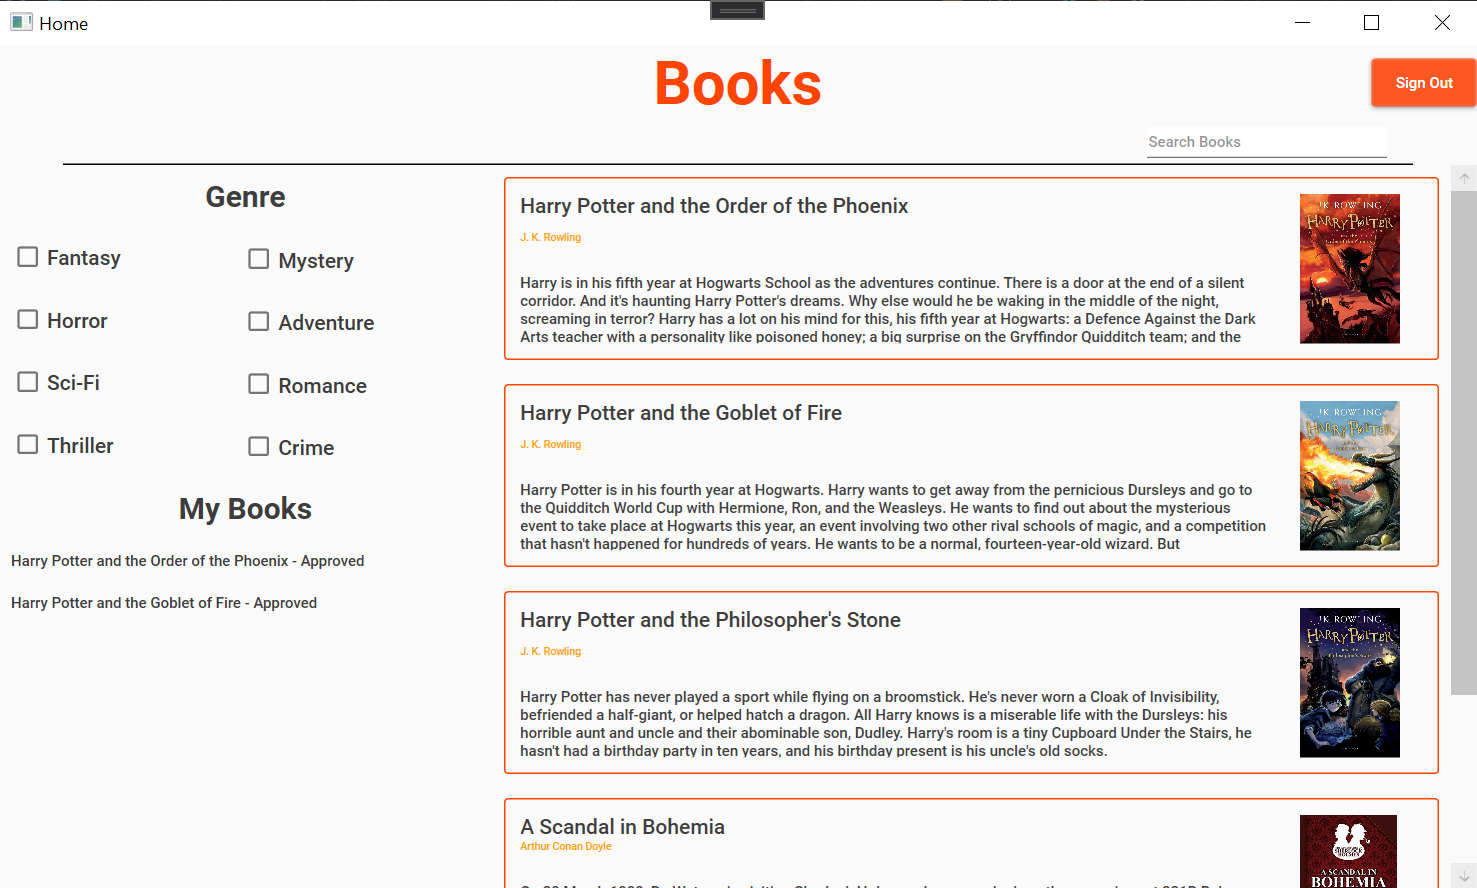 Home
Books
Sign Out
Search Books
Genre
Fantasy
Mystery
Horror
Adventure
Sci-Fi
Romance
Thriller
Crime
My Books
Harry Potter and the Order of the Phoenix - Approved
Harry Potter and the Goblet of Fire - Approved
Harry Potter and the Order of the Phoenix
J. K. Rowling
Harry is in his fifth year at Hogwarts School as the adventures continue. There is a door at the end of a silent
corridor. And it's haunting Harry Potter's dreams. Why else would he be waking in the middle of the night,
screaming in terror? Harry has a lot on his mind for this, his fifth year at Hogwarts: a Defence Against the Dark
Arts teacher with a personality like poisoned honey; a big surprise on the Gryffindor Quidditch team; and the
J.K. ROWLING
HARRY POTTER
Harry Potter and the Goblet of Fire
J. K. Rowling
Harry Potter is in his fourth year at Hogwarts. Harry wants to get away from the pernicious Dursleys and go to
the Quidditch World Cup with Hermione, Ron, and the Weasleys. He wants to find out about the mysterious
event to take place at Hogwarts this year, an event involving two other rival schools of magic, and a competition
that hasn't happened for hundreds of years. He wants to be a normal, fourteen-year-old wizard. But
J.K. ROWLING
HARRY POTTER
Harry Potter and the Philosopher's Stone
J. K. Rowling
Harry Potter has never played a sport while flying on a broomstick. He's never worn a Cloak of Invisibility,
befriended a half-giant, or helped hatch a dragon. All Harry knows is a miserable life with the Dursleys: his
horrible aunt and uncle and their abominable son, Dudley. Harry's room is a tiny Cupboard Under the Stairs, he
hasn't had a birthday party in ten years, and his birthday present is his uncle's old socks.
J.K. ROWLING
HARRY POTTER
A Scandal in Bohemia
Arthur Conan Doyle
A SCANDAL IN
BOHEMIA